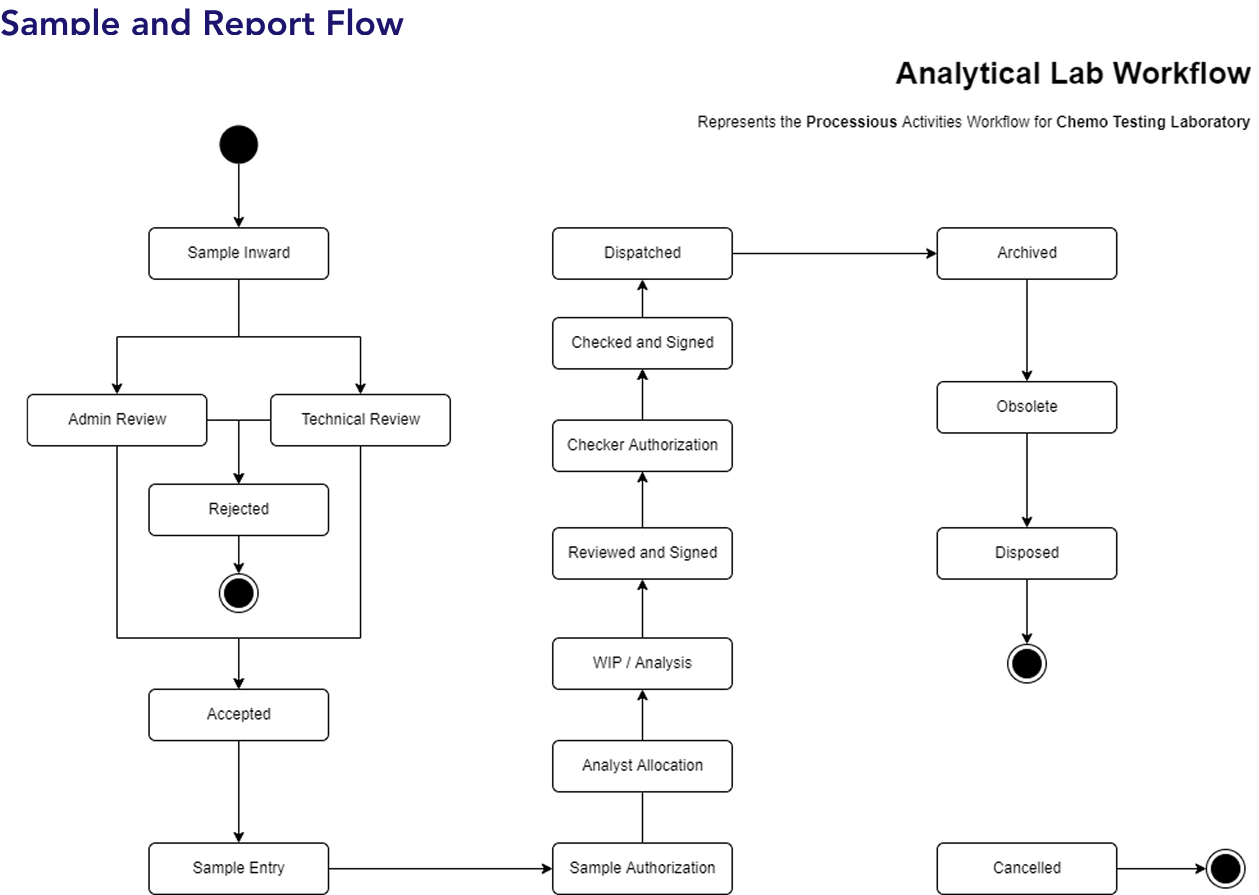 Sample and Report Flow
Analytical Lab Workflow
Represents the Processious Activities Workflow for Chemo Testing Laboratory
Sample Inward
Admin Review
Technical Review
Rejected
Accepted
Sample Entry
Dispatched
Checked and Signed
Checker Authorization
Reviewed and Signed
WIP / Analysis
Analyst Allocation
Sample Authorization
Archived
Obsolete
Disposed
Cancelled